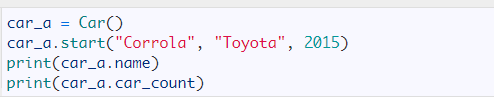 car_a = Car()
car_a.start("Corrola", "Toyota", 2015)
print(car_a.name)
print(car_a.car_count)